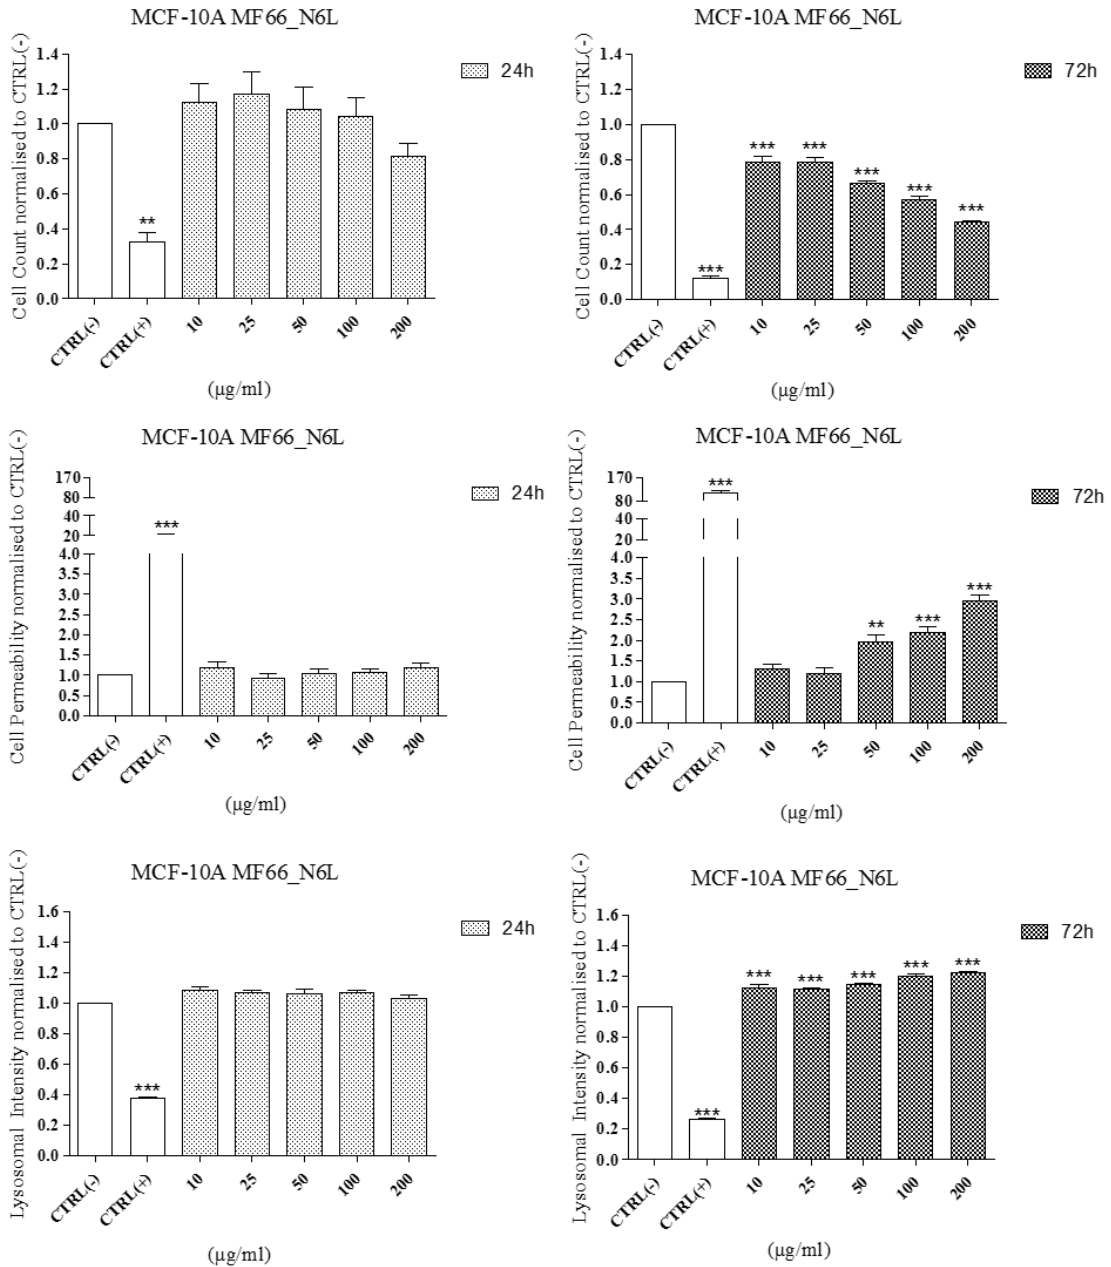 MCF-10A MF66_N6L
Cell Count normalised to CTRL(-)
1.4
1.2
1.0
0.8
0.6
0.4
0.2
0.0
**
24h
CTRL(-) CTRL(+) 10 25 50 100 200
(µg/ml)
MCF-10A MF66_N6L
Cell Count normalised to CTRL(-)
1.4
1.2
1.0
0.8
0.6
0.4
0.2
0.0
*** *** *** *** *** ***
72h
CTRL(-) CTRL(+) 10 25 50 100 200
(µg/ml)
MCF-10A MF66_N6L
Cell Permeability normalised to CTRL(-)
170
80
40
20
4.0
3.5
3.0
2.5
2.0
1.5
1.0
0.5
0.0
***
24h
CTRL(-) CTRL(+) 10 25 50 100 200
(µg/ml)
MCF-10A MF66_N6L
Cell Permeability normalised to CTRL(-)
170
80
40
20
4.0
3.5
3.0
2.5
2.0
1.5
1.0
0.5
0.0
*** ** *** ***
72h
CTRL(-) CTRL(+) 10 25 50 100 200
(µg/ml)
MCF-10A MF66_N6L
Lysosomal Intensity normalised to CTRL(-)
1.6
1.4
1.2
1.0
0.8
0.6
0.4
0.2
0.0
***
24h
CTRL(-) CTRL(+) 10 25 50 100 200
(µg/ml)
MCF-10A MF66_N6L
Lysosomal Intensity normalised to CTRL(-)
1.6
1.4
1.2
1.0
0.8
0.6
0.4
0.2
0.0
*** *** *** *** *** ***
72h
CTRL(-) CTRL(+) 10 25 50 100 200
(µg/ml)